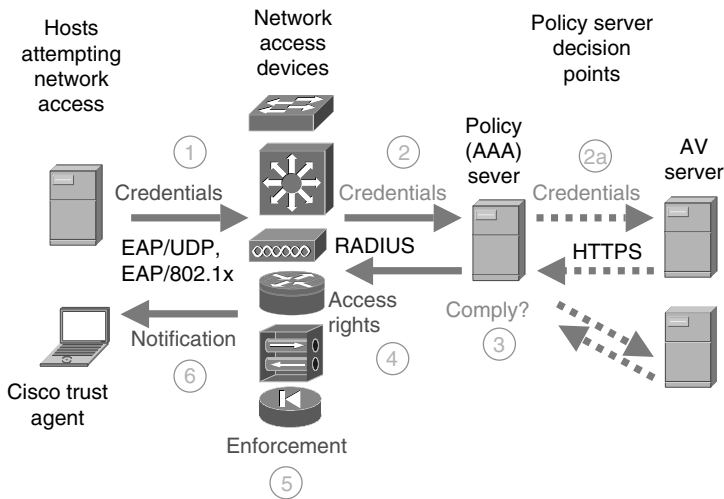 Hosts
attempting
network
access
Network
access
devices
Policy server
decision
points
1
2
Policy
(AAA)
sever
2a
AV
server
Credentials
Credentials
Credentials
EAP/UDP,
EAP/802.1x
RADIUS
HTTPS
Access
rights
Comply?
Notification
4
3
6
Cisco trust
agent
Enforcement
5